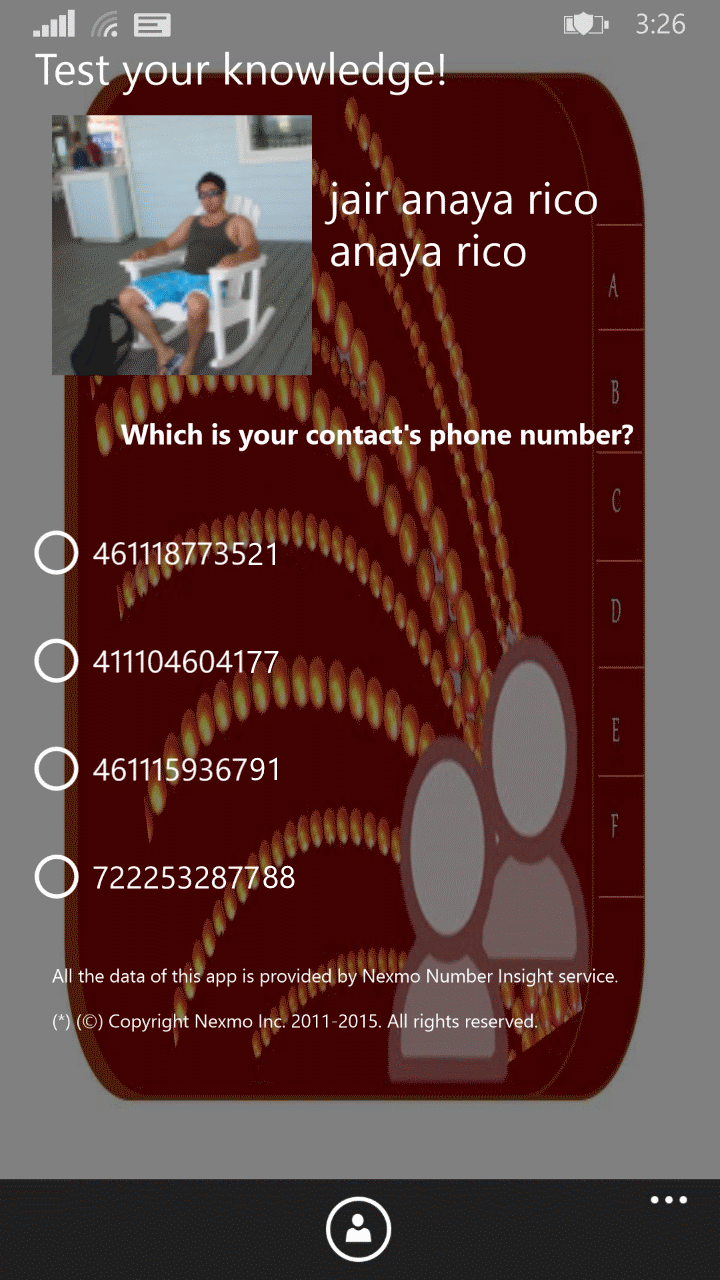 3:26
Test your knowledge!
jair anaya rico
anaya rico
A
B
Which is your contact's phone number?
C
461118773521
D
411104604177
E
461115936791
F
722253287788
All the data of this app is provided by Nexmo Number Insight service.
(*) (©) Copyright Nexmo Inc. 2011-2015. All rights reserved.